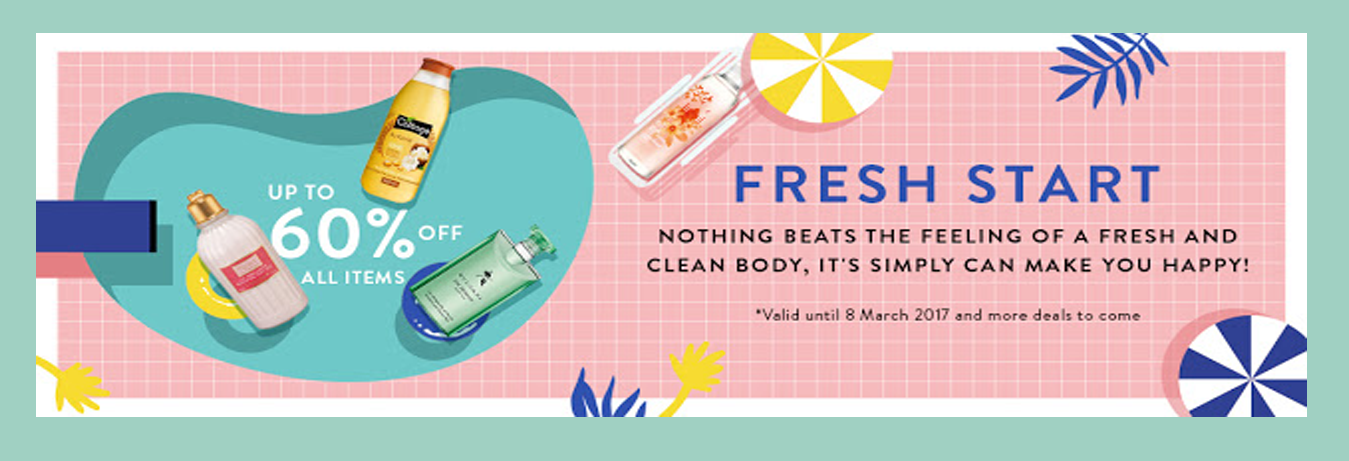 UP TO
60% OFF
ALL ITEMS
Cottage
BVLGARI
FRESH START
NOTHING BEATS THE FEELING OF A FRESH AND
CLEAN BODY, IT'S SIMPLY CAN MAKE YOU HAPPY!
*Valid until 8 March 2017 and more deals to come